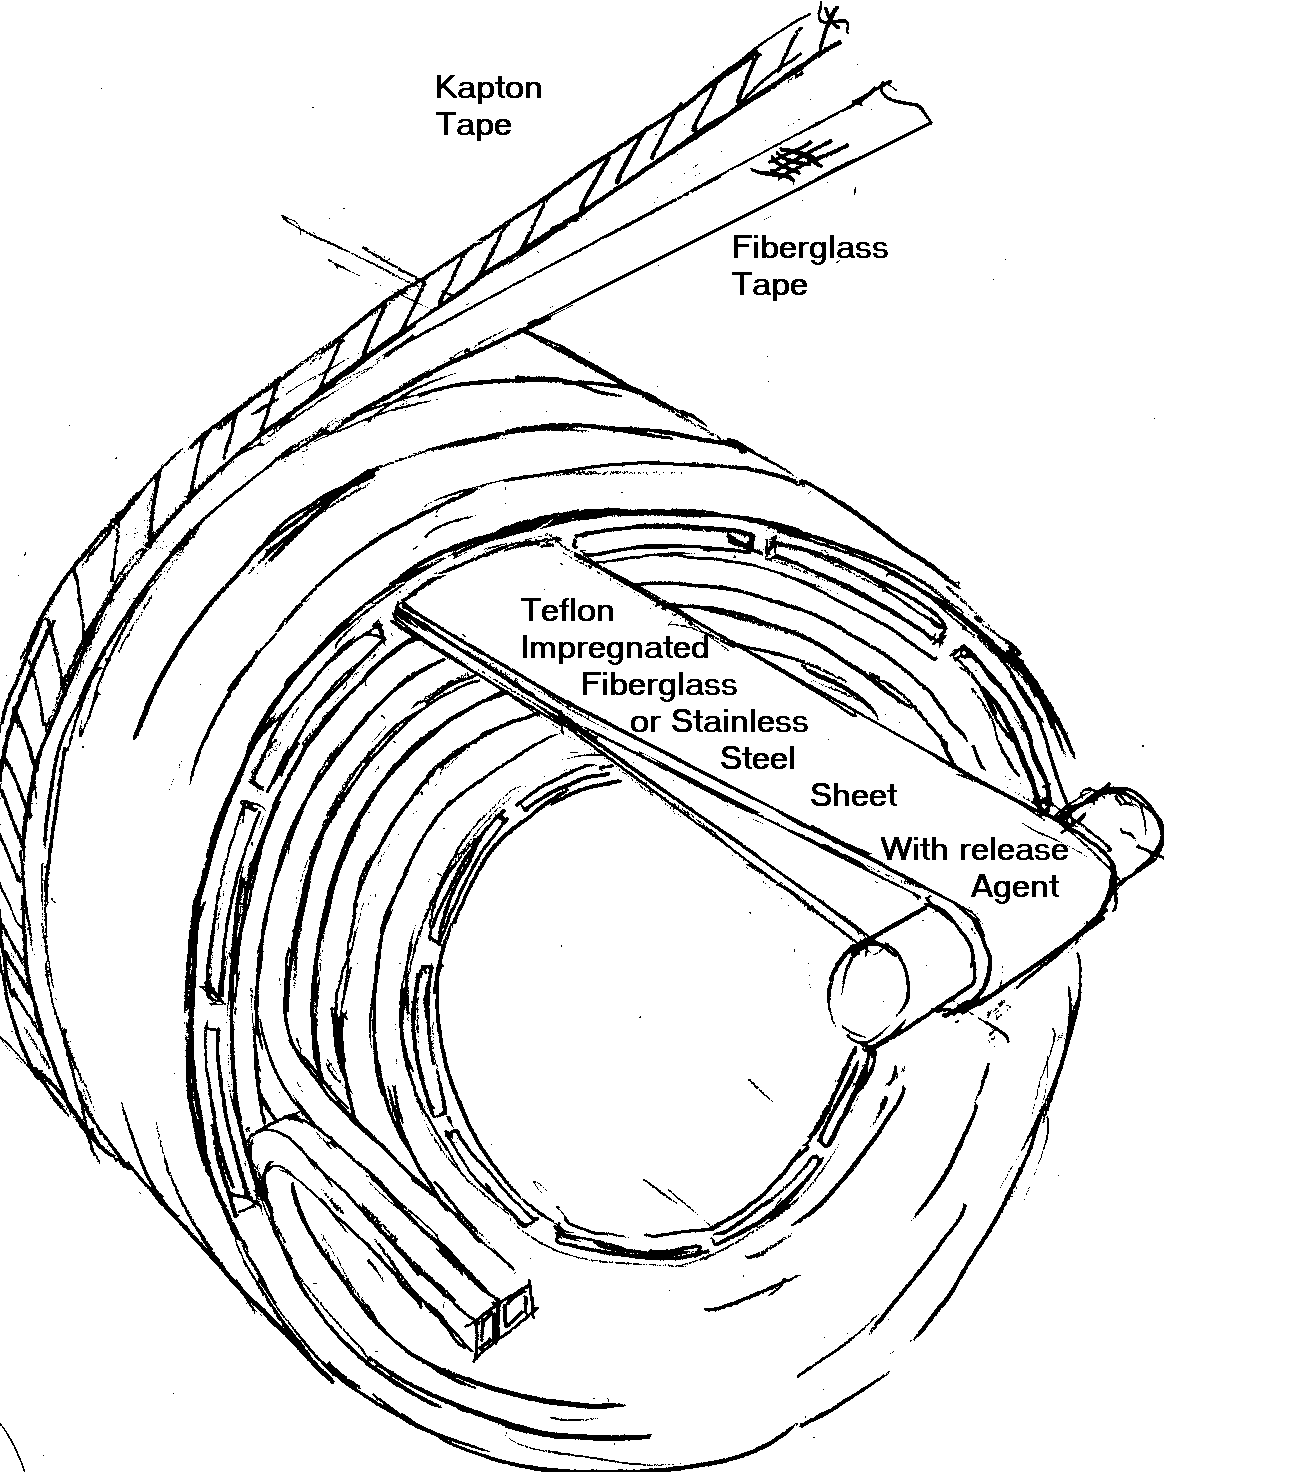 Kapton
Tape
Fiberglass
Tape
Teflon
Impregnated
Fiberglass
or Stainless
Steel
Sheet
With release
Agent